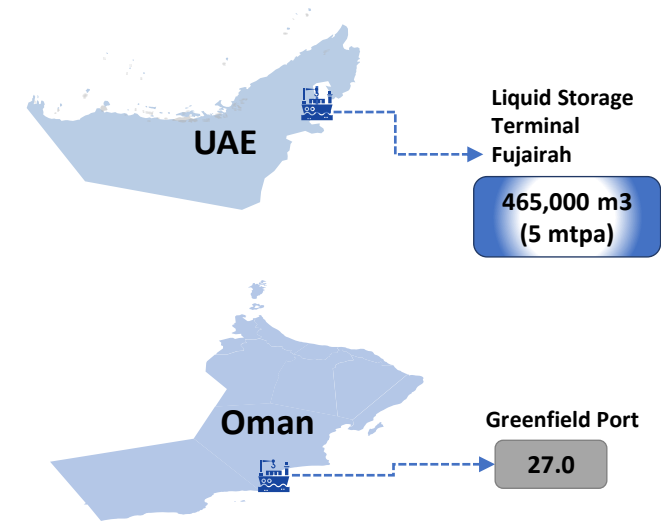 UAE
Liquid Storage
Terminal
Fujairah
465,000 m3
(5 mtpa)
Oman
Greenfield Port
27.0